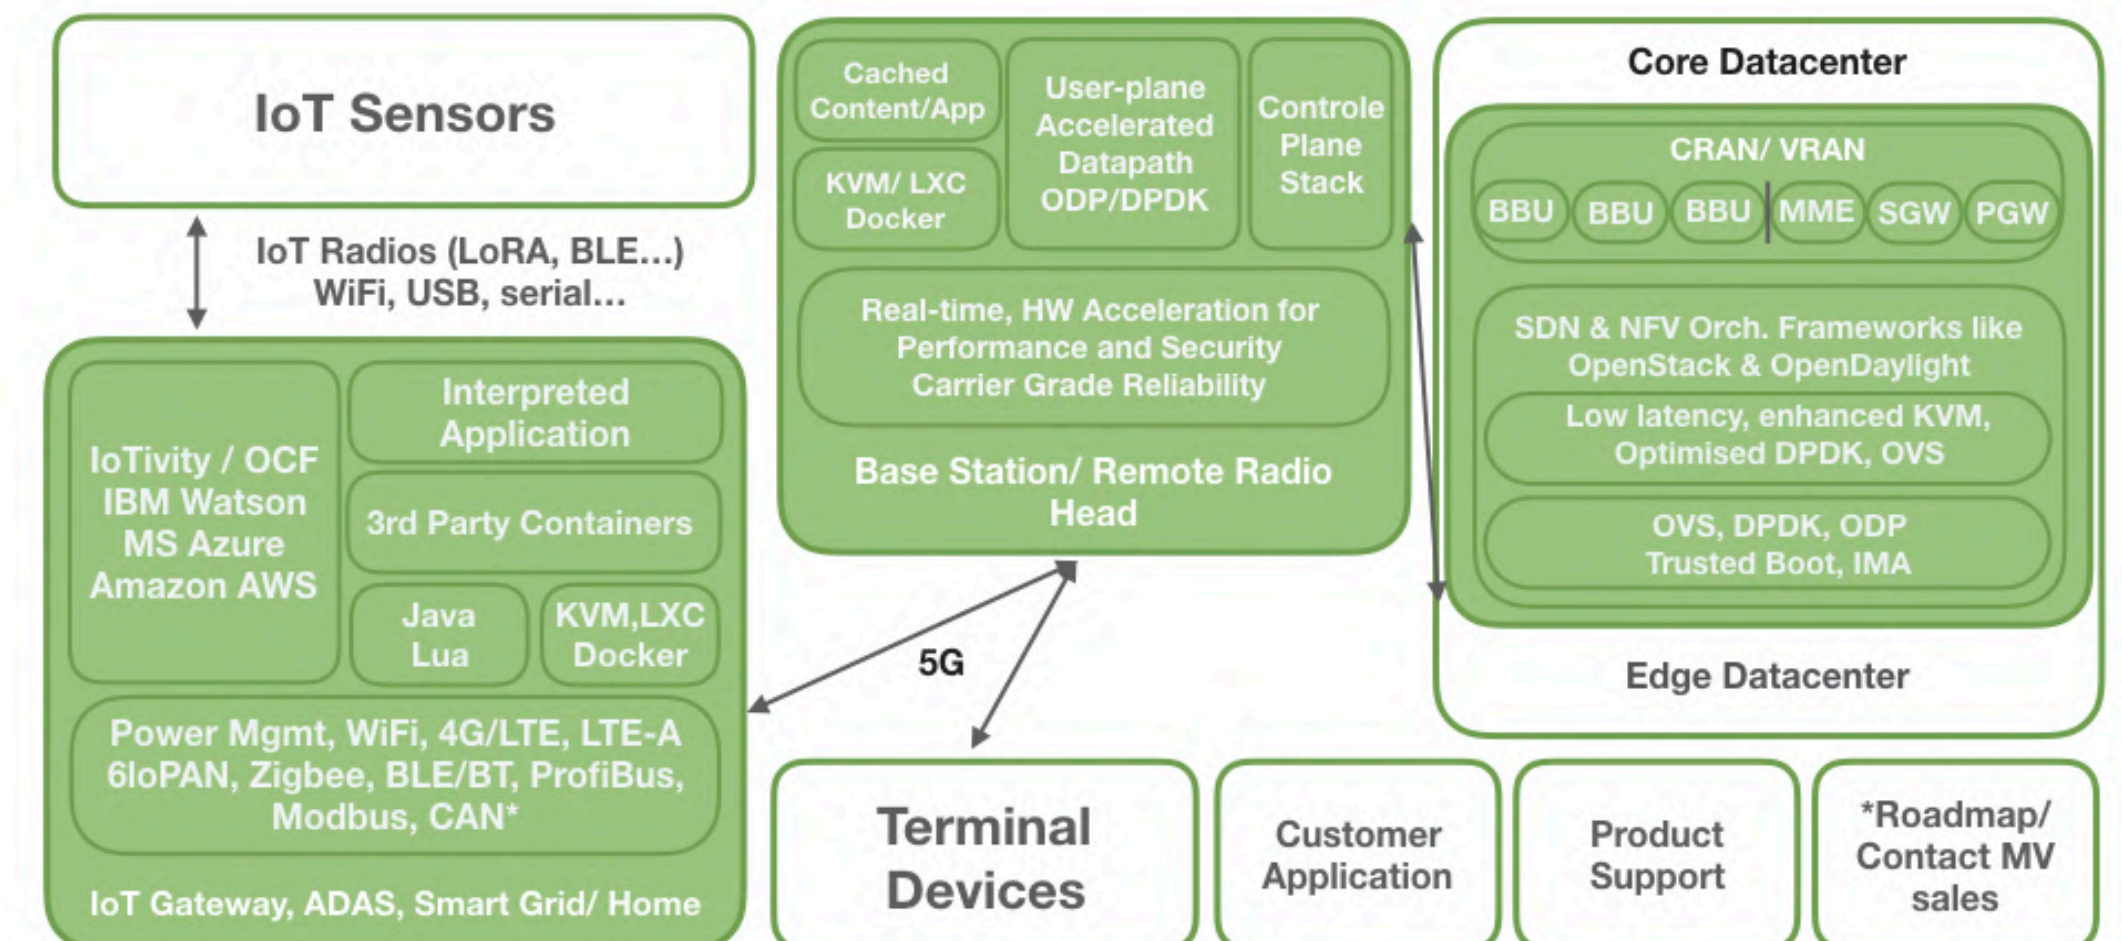 IoT Sensors
IoT Radios (LoRA, BLE...)
WiFi, USB, serial...
IoTivity / OCF
IBM Watson
MS Azure
Amazon AWS
Interpreted
Application
3rd Party Containers
Java
Lua
KVM,LXC
Docker
Power Mgmt, WiFi, 4G/LTE, LTE-A
6loPAN, Zigbee, BLE/BT, ProfiBus,
Modbus, CAN*
IoT Gateway, ADAS, Smart Grid/ Home
Cached
Content/App
KVM/ LXC
Docker
User-plane
Accelerated
Datapath
ODP/DPDK
Controle
Plane
Stack
Real-time, HW Acceleration for
Performance and Security
Carrier Grade Reliability
Base Station/ Remote Radio
Head
5G
Core Datacenter
CRAN/ VRAN
BBU BBU BBU MME SGW PGW
SDN & NFV Orch. Frameworks like
OpenStack & OpenDaylight
Low latency, enhanced KVM,
Optimised DPDK, OVS
OVS, DPDK, ODP
Trusted Boot, IMA
Edge Datacenter
Terminal
Devices
Customer
Application
Product
Support
*Roadmap/
Contact MV
sales